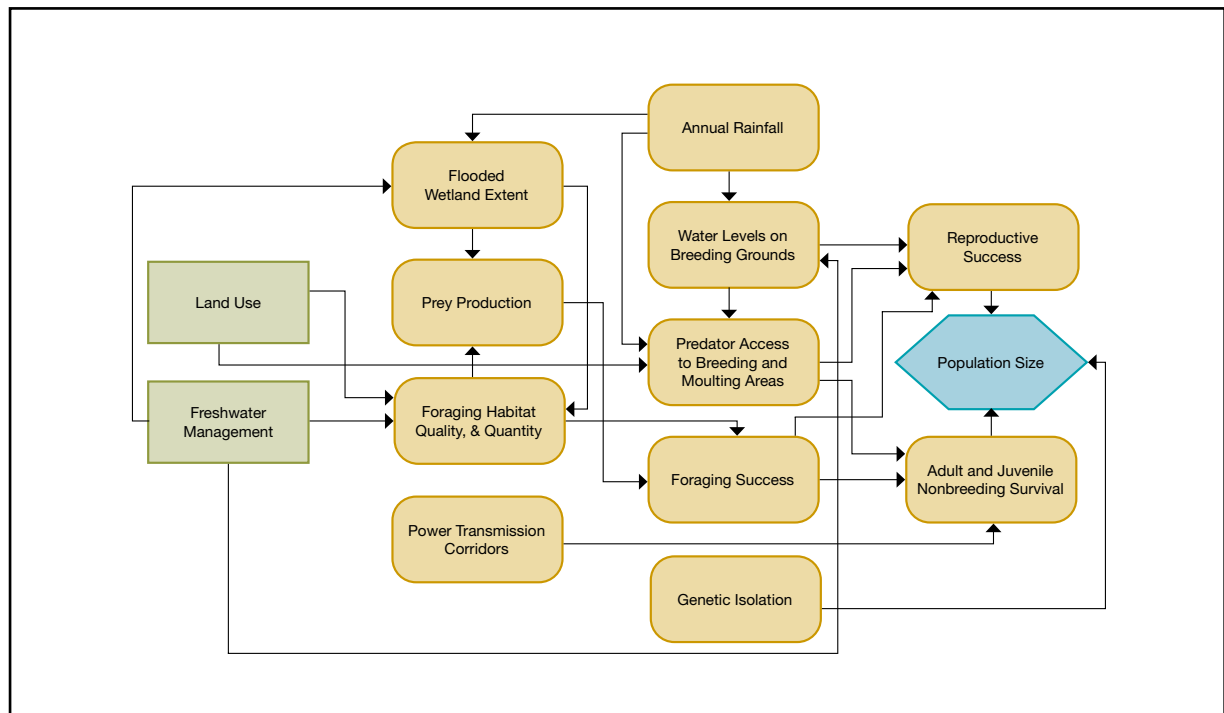 Annual Rainfall
Flooded
Wetland Extent
Water Levels on
Breeding Grounds
Reproductive
Success
Land Use
Prey Production
Predator Access
to Breeding and
Moulting Areas
Population Size
Freshwater
Management
Foraging Habitat
Quality, & Quantity
Foraging Success
Adult and Juvenile
Nonbreeding Survival
Power Transmission
Corridors
Genetic Isolation